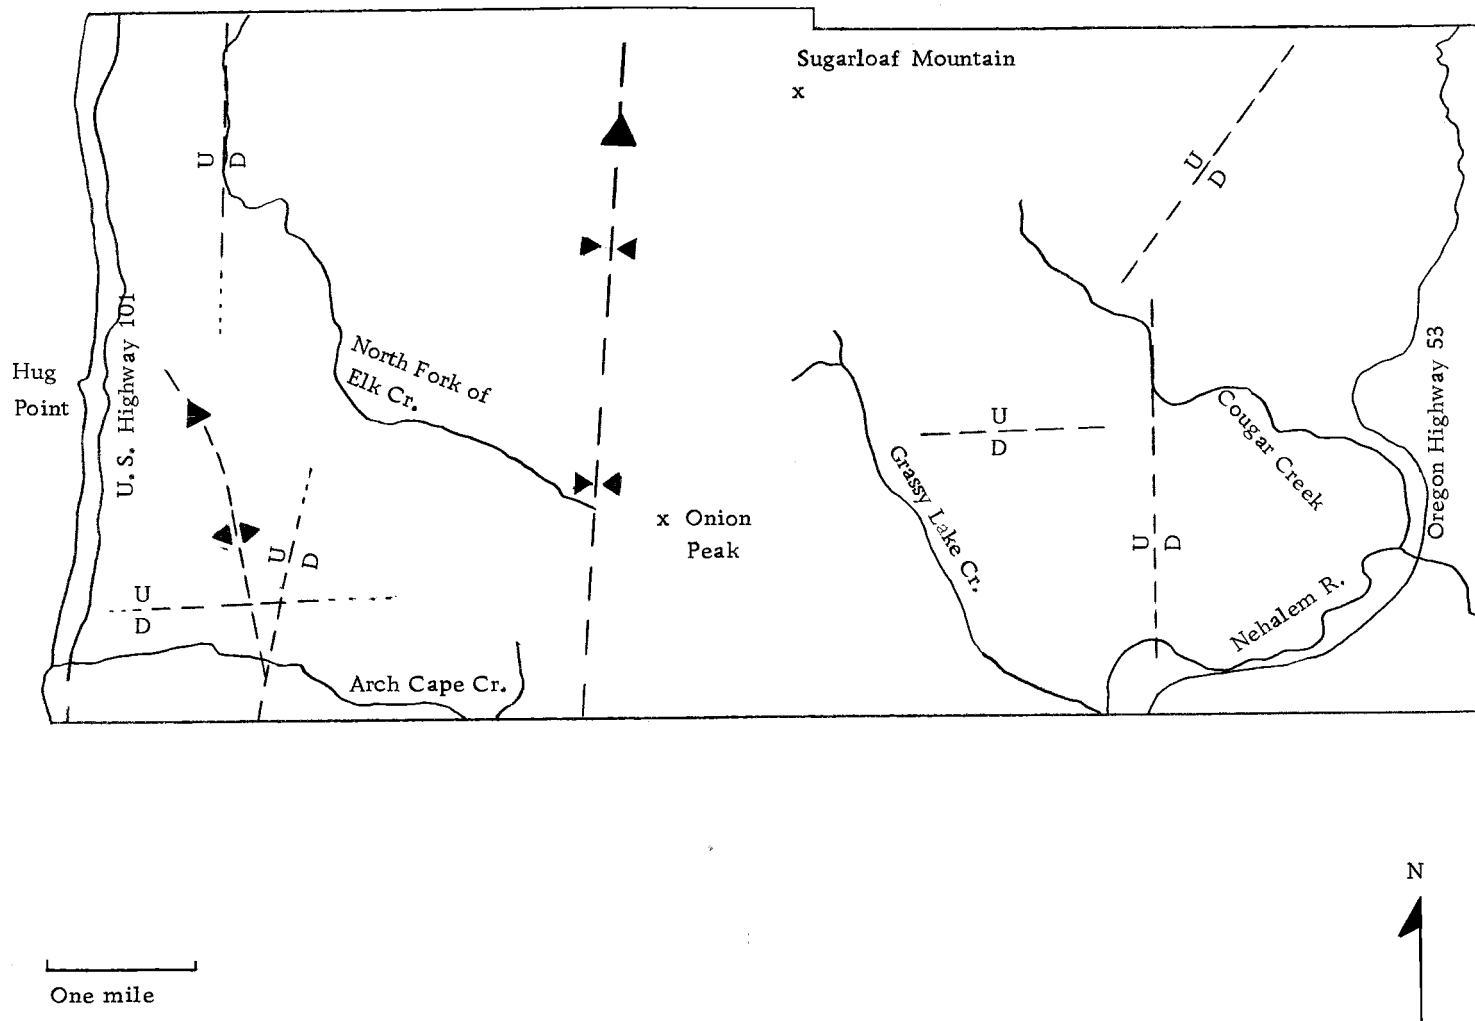 Sugarloaf Mountain
x
U
D
U
D
U.S. Highway 101
Hug
Point
North Fork of
Elk Cr.
Oregon Highway 53
U
D
Cougar Creek
Grassy Lake Cr.
x Onion
Peak
U
D
U
D
U
D
Nehalem R.
Arch Cape Cr.
N
One mile